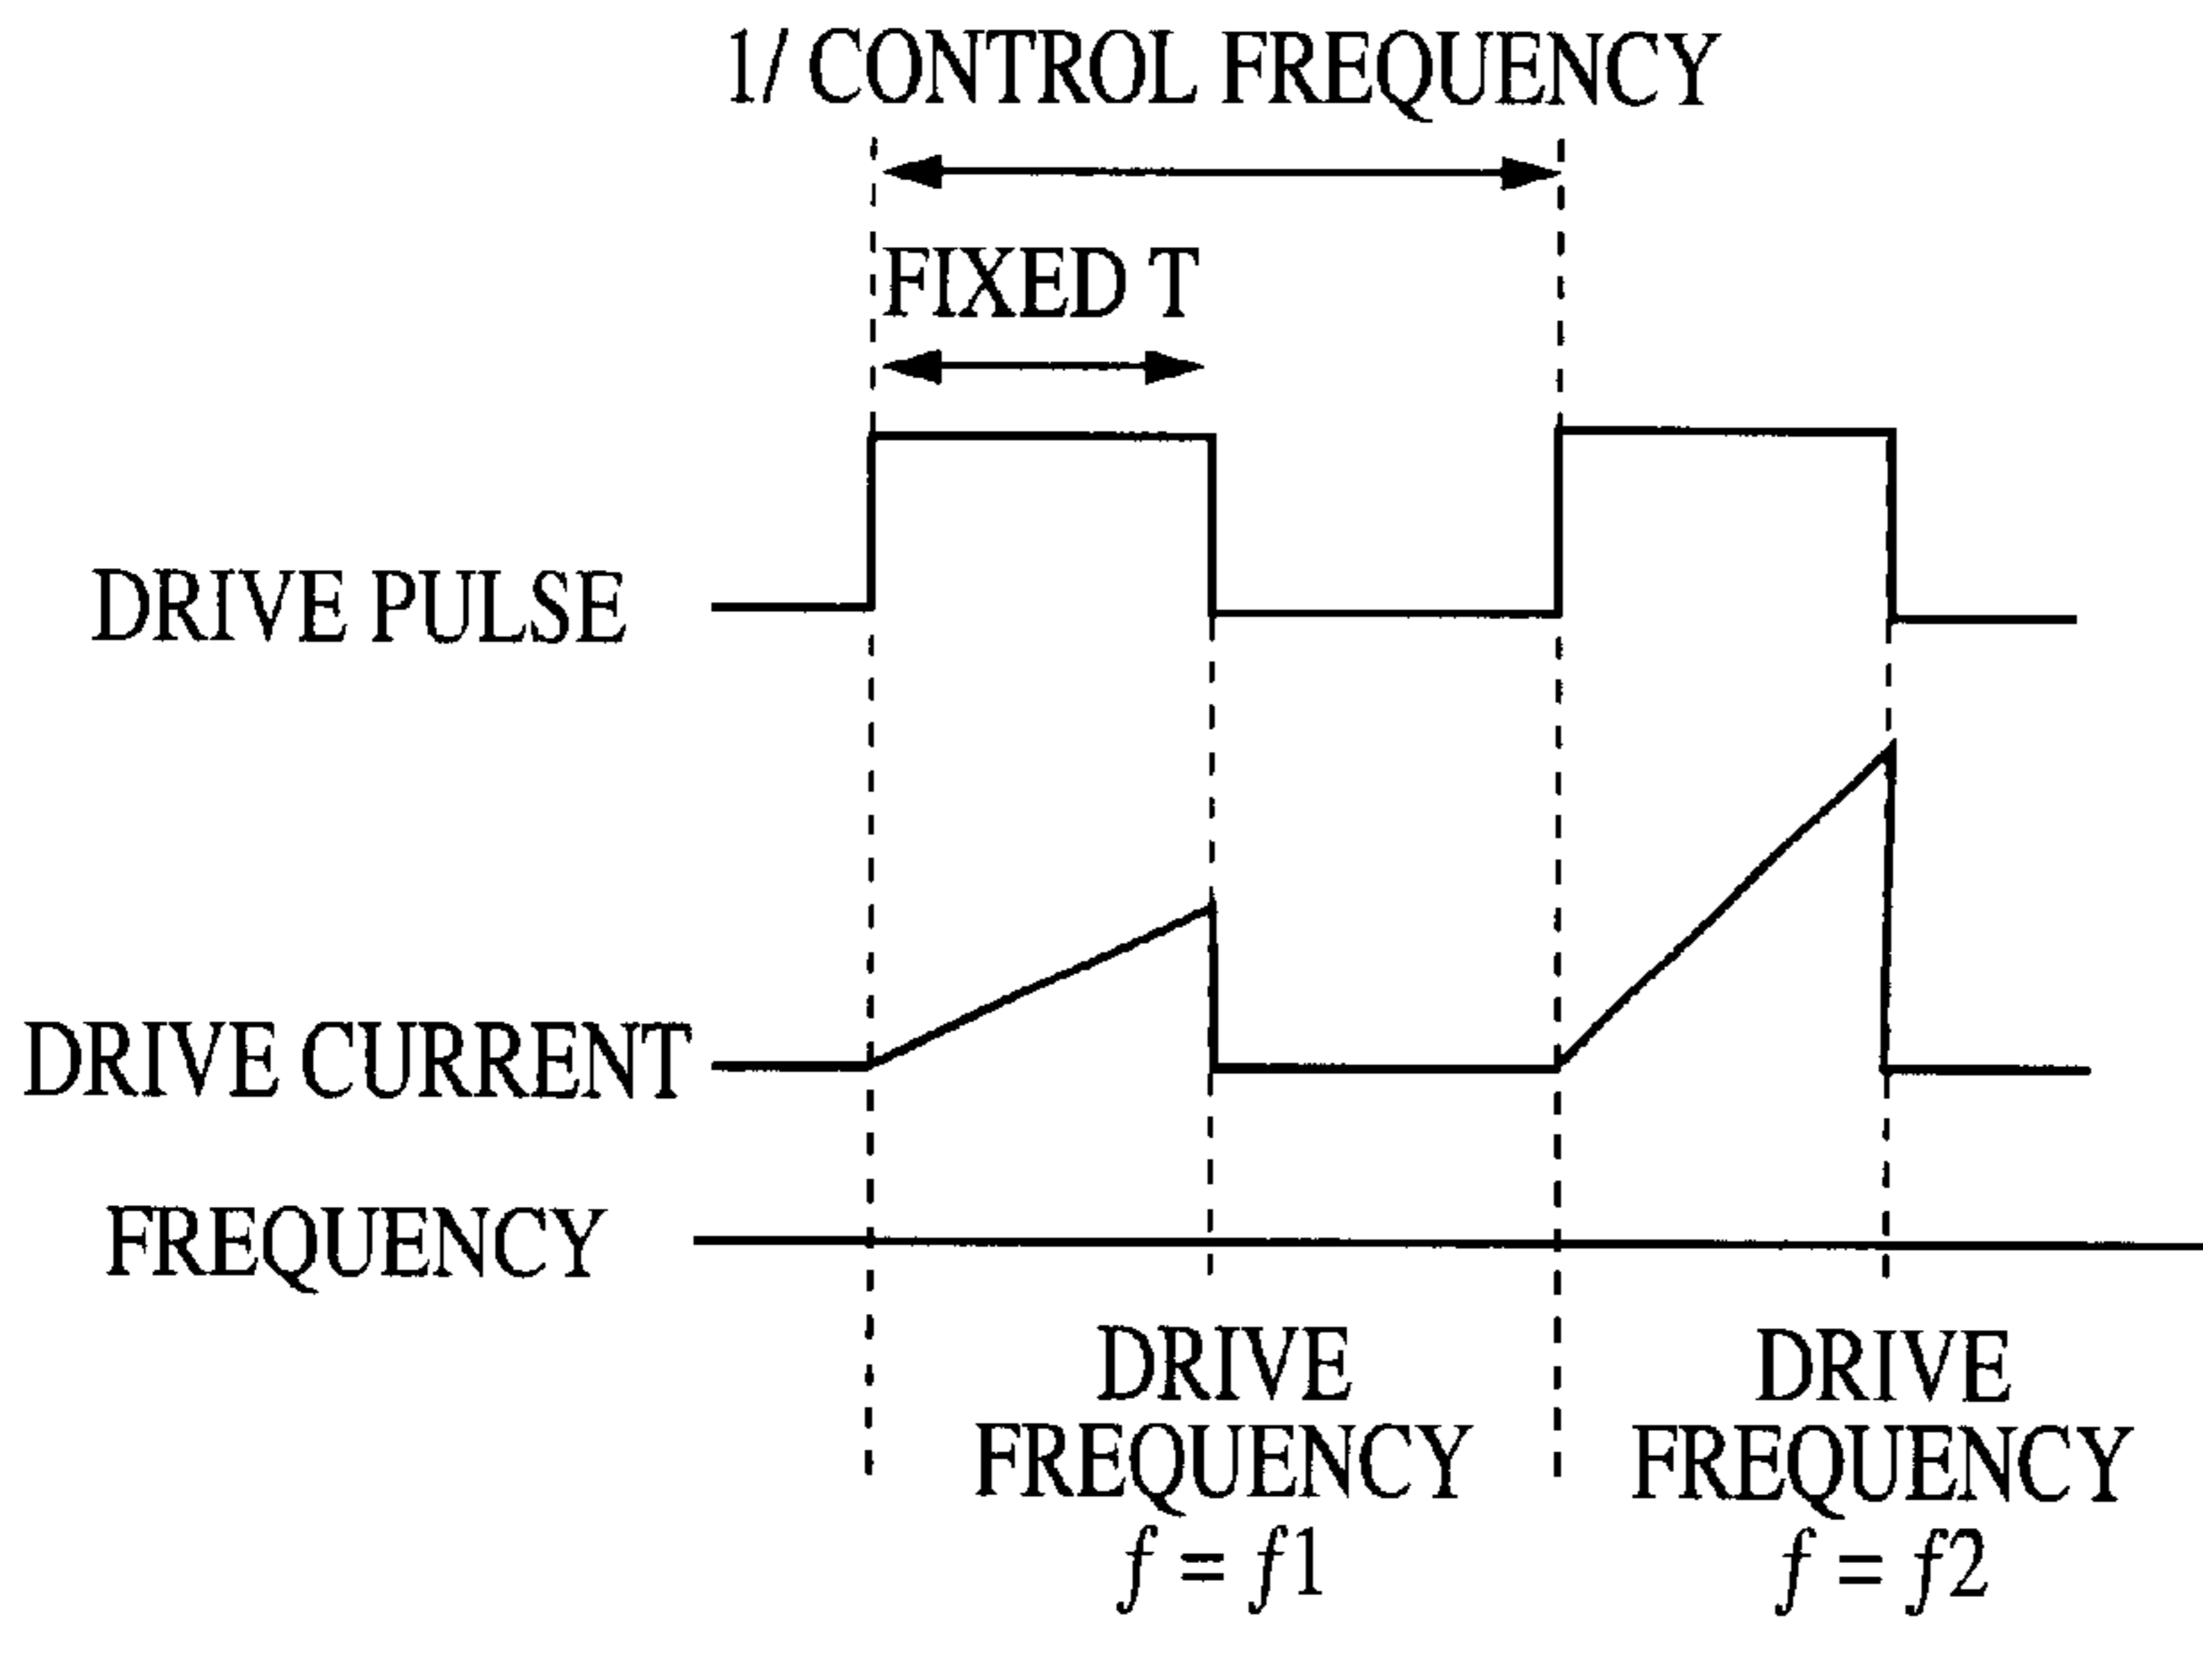 1/ CONTROL FREQUENCY
FIXED T
DRIVE PULSE
DRIVE CURRENT
FREQUENCY
DRIVE
FREQUENCY
f = f1
DRIVE
FREQUENCY
f = f2